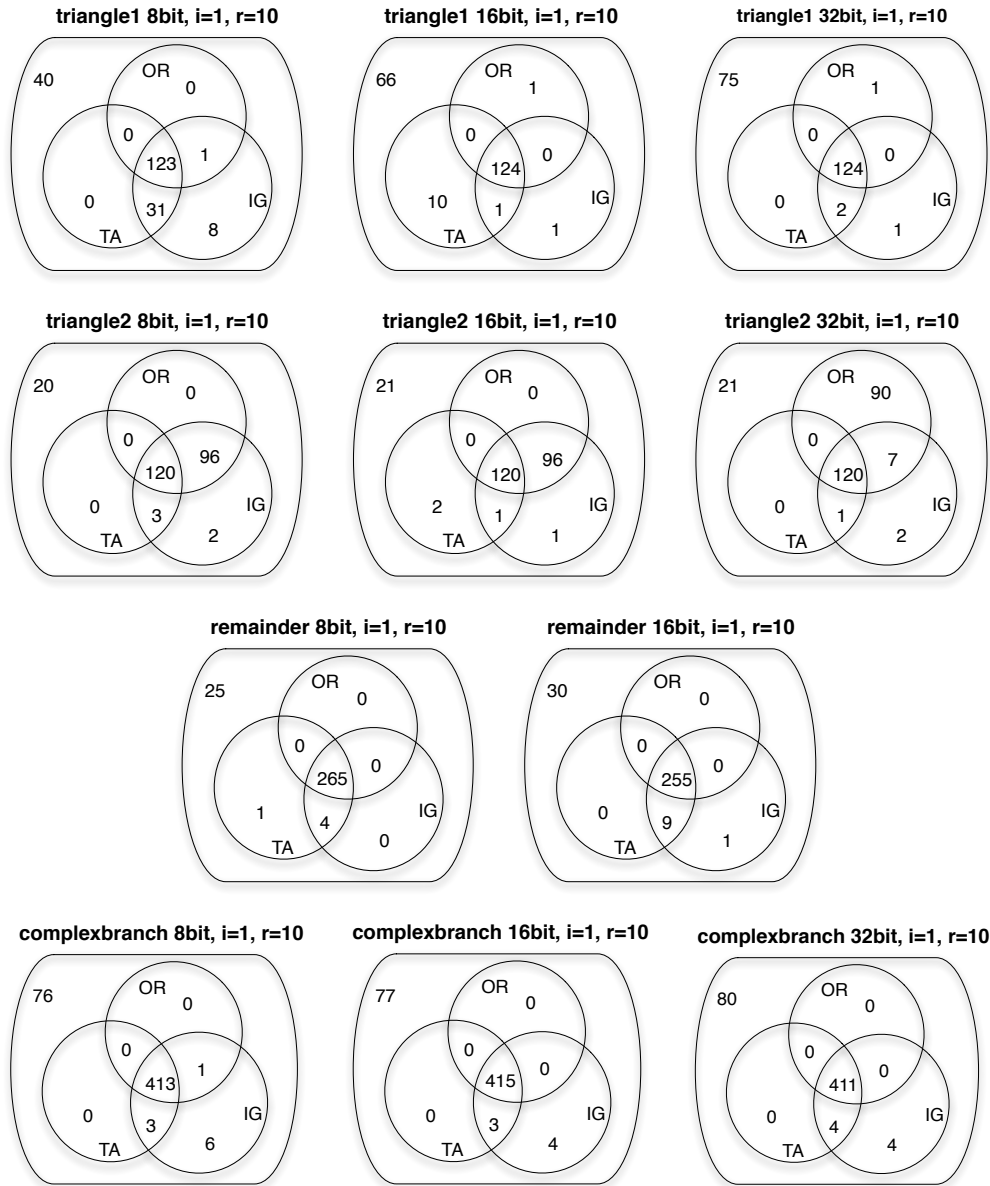 triangle1 8bit, i=1, r=10
40
OR
0
0
123
1
0
31
IG
8
TA
triangle1 16bit, i=1, r=10
66
OR
1
0
124
0
10
1
IG
1
TA
triangle1 32bit, i=1, r=10
75
OR
1
0
124
0
0
2
IG
1
TA
triangle2 8bit, i=1, r=10
20
OR
0
0
120
96
0
3
IG
2
TA
triangle2 16bit, i=1, r=10
21
OR
0
0
120
96
2
1
IG
1
TA
triangle2 32bit, i=1, r=10
21
OR
90
0
120
7
0
1
IG
2
TA
remainder 8bit, i=1, r=10
25
OR
0
0
265
0
1
4
IG
0
TA
remainder 16bit, i=1, r=10
30
OR
0
0
255
0
0
9
IG
1
TA
complexbranch 8bit, i=1, r=10
76
OR
0
0
413
1
0
3
IG
6
TA
complexbranch 16bit, i=1, r=10
77
OR
0
0
415
0
0
3
IG
4
TA
complexbranch 32bit, i=1, r=10
80
OR
0
0
411
0
0
4
IG
4
TA